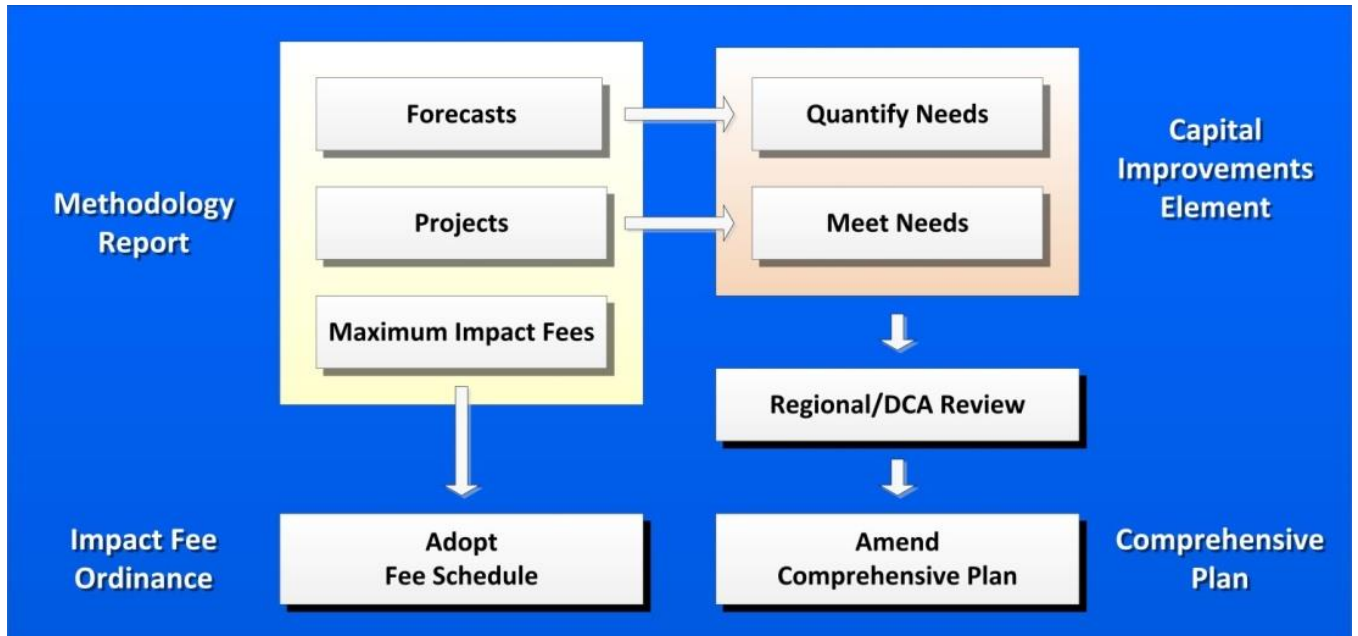 Methodology
Report
Forecasts
Projects
Maximum Impact Fees
Quantify Needs
Meet Needs
Capital
Improvements
Element
Regional/DCA Review
Impact Fee
Ordinance
Adopt
Fee Schedule
Amend
Comprehensive Plan
Comprehensive
Plan